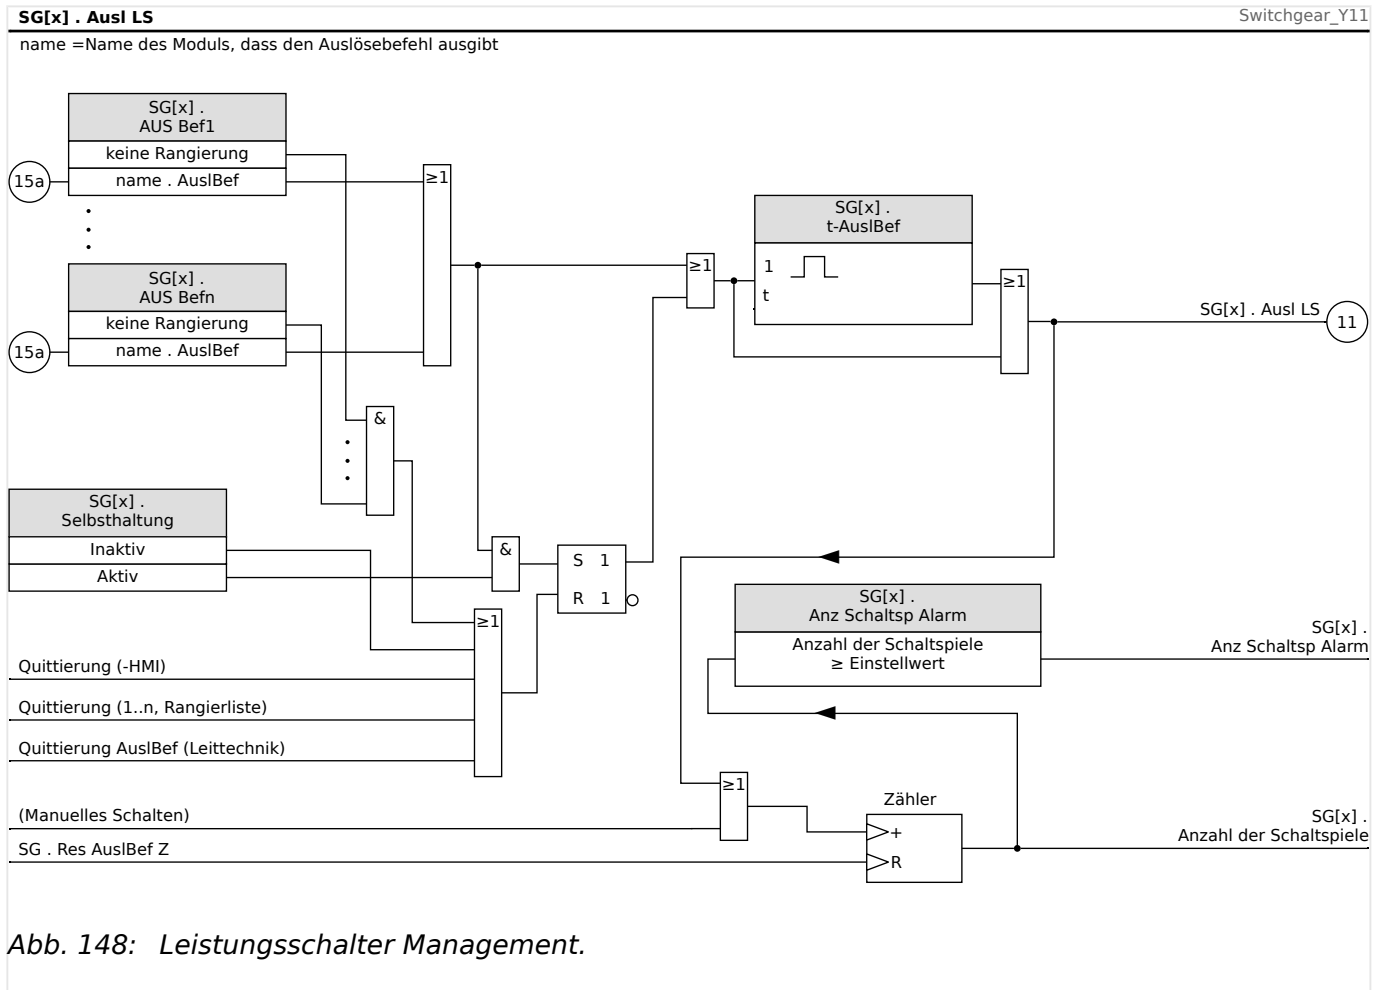 SG[x] . Ausl LS
Switchgear_Y11
name =Name des Moduls, dass den Auslösebefehl ausgibt
SG[x] .
AUS Bef1
keine Rangierung
15a
name . AuslBef
≥1
SG[x] .
t-AuslBef
1
t
≥1
≥1
SG[x] .
AUS Befn
keine Rangierung
15a
name . AuslBef
SG[x] . Ausl LS
11
&
SG[x] .
Selbsthaltung
Inaktiv
Aktiv
&
S 1
R 1
≥1
SG[x] .
Anz Schaltsp Alarm
Anzahl der Schaltspiele
≥ Einstellwert
SG[x] .
Anz Schaltsp Alarm
Quittierung (-HMI)
Quittierung (1..n, Rangierliste)
Quittierung AuslBef (Leittechnik)
≥1
(Manuelles Schalten)
Zähler
+
R
SG[x] .
Anzahl der Schaltspiele
SG . Res AuslBef Z
Abb. 148: Leistungsschalter Management.